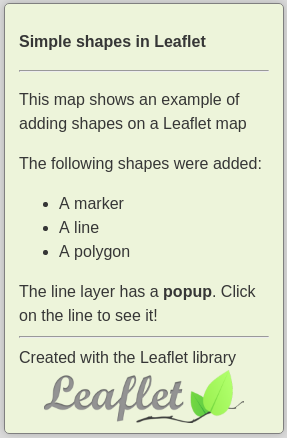 Simple shapes in Leaflet
This map shows an example of
adding shapes on a Leaflet map
The following shapes were added:
A marker
A line
A polygon
The line layer has a popup. Click
on the line to see it!
Created with the Leaflet library
Leaflet